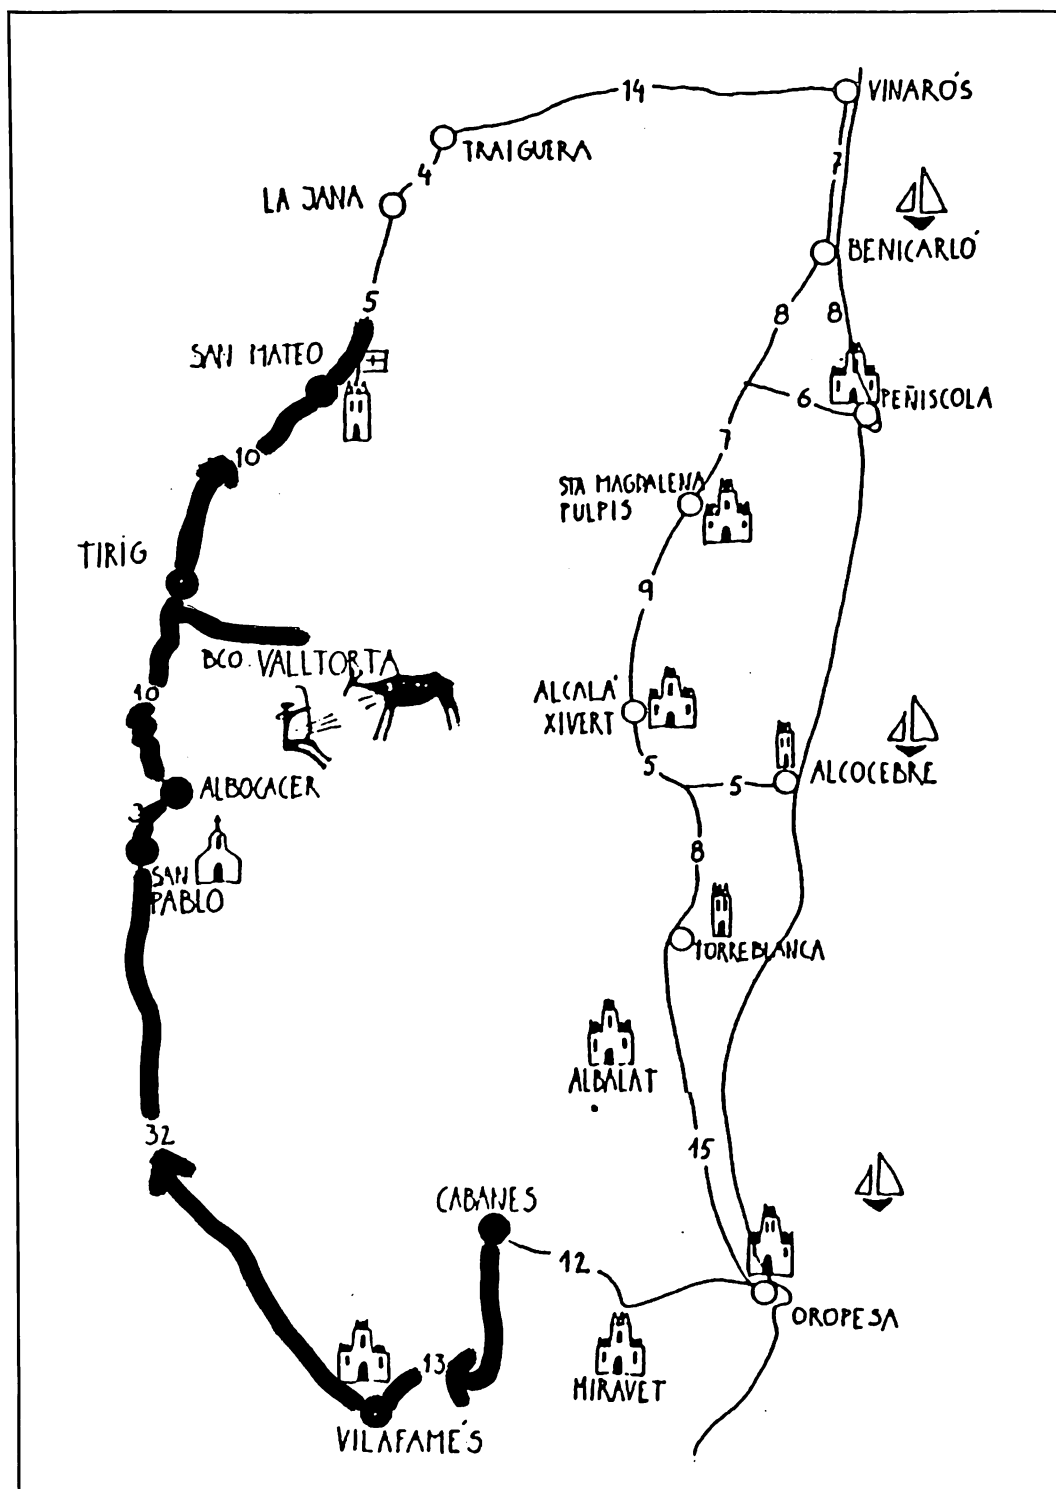 14
VINARÓS
TRAIGUERA
7
4
LA JANA
BENICARLÓ
5
8
8
SAN MATEO
6
PEÑISCOLA
7
10
STA MAGDALENA
PULPIS
TIRIG
9
BCO. VALLTORTA
10
ALCALÁ
XIVERT
5
5
ALCOCEBRE
ALBOCACER
3
8
SAN
PABLO
TORREBLANCA
ALBALAT
32
15
CABANES
12
OROPESA
13
MIRAVET
VILAFAMÉS